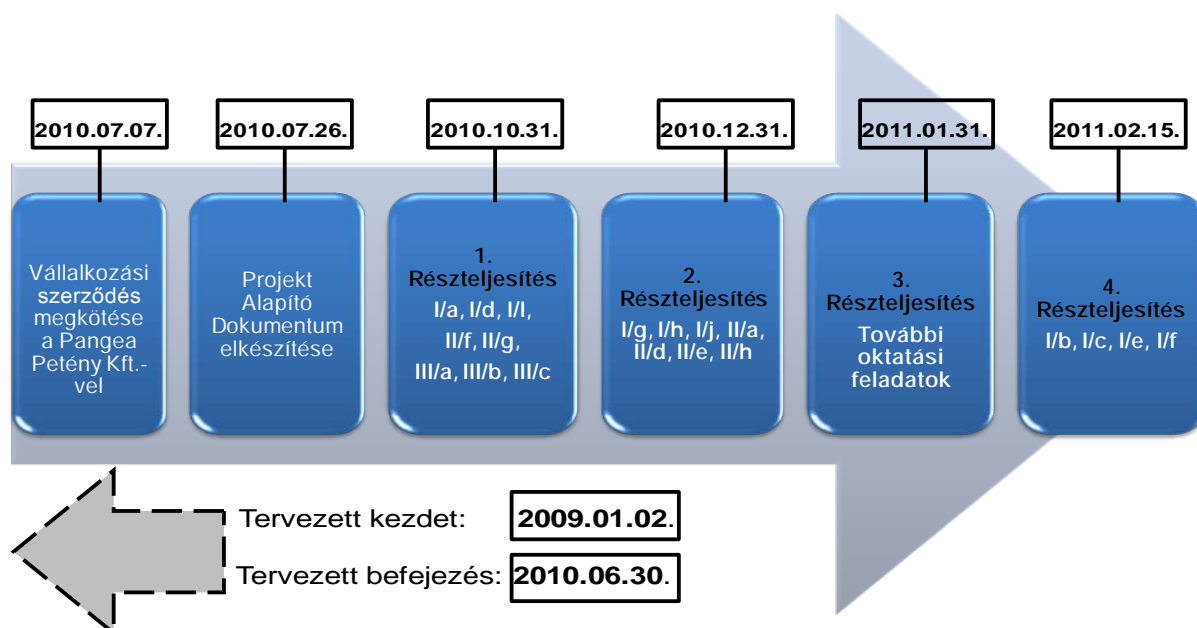 2010.07.07.
2010.07.26.
2010.10.31.
2010.12.31.
2011.01.31.
2011.02.15.
Vállalkozási
szerződés
megkötése
a Pangea
Petény Kft.-
vel
Projekt
Alapító
Dokumentum
elkészítése
1.
Részteljesítés
I/a, I/d, I/l,
II/f, II/g,
III/a, III/b, III/c
2.
Részteljesítés
I/g, I/h, I/j, II/a,
II/d, II/e, II/h
3.
Részteljesítés
További
oktatási
feladatok
4.
Részteljesítés
I/b, I/c, I/e, I/f
Tervezett kezdet: 2009.01.02.
Tervezett befejezés: 2010.06.30.